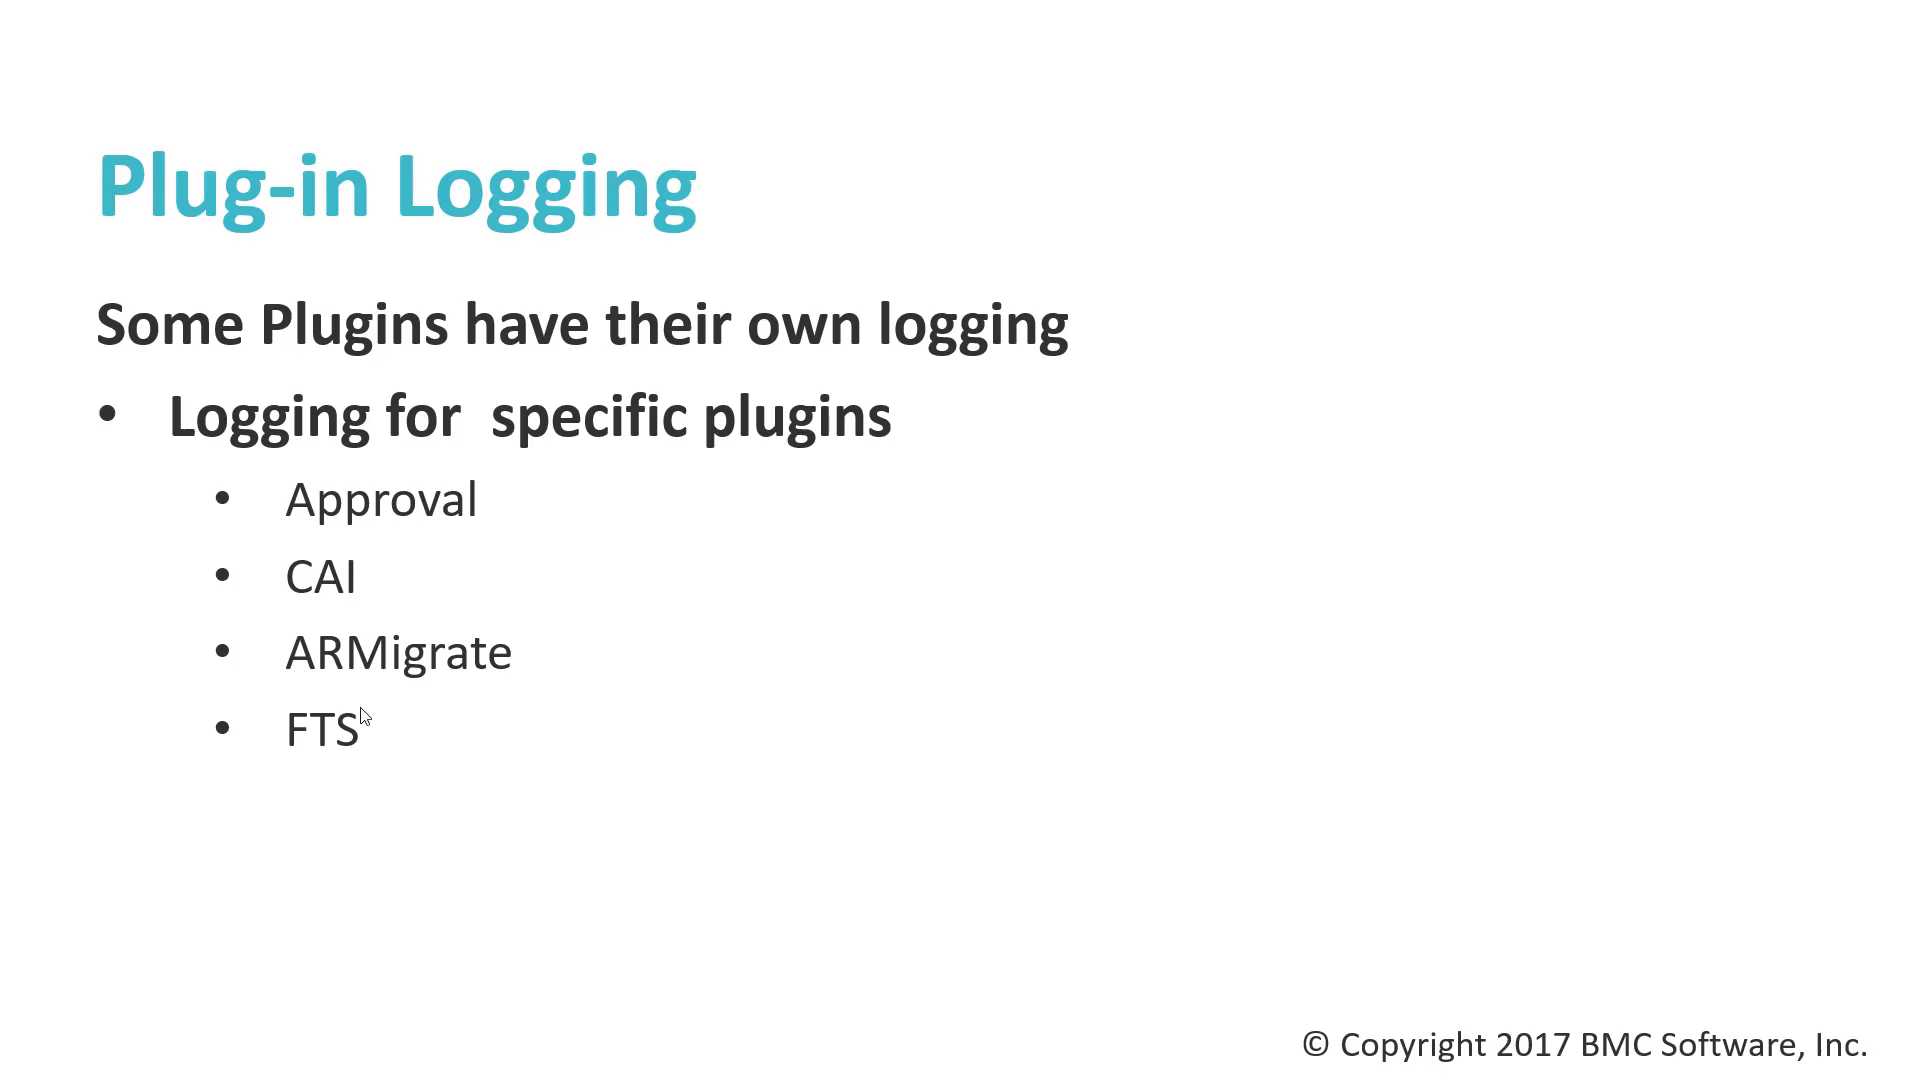 Plug-in Logging
Some Plugins have their own logging
• Logging for  specific plugins
• Approval
• CAI
• ARMigrate
• FTS
© Copyright 2017 BMC Software, Inc.